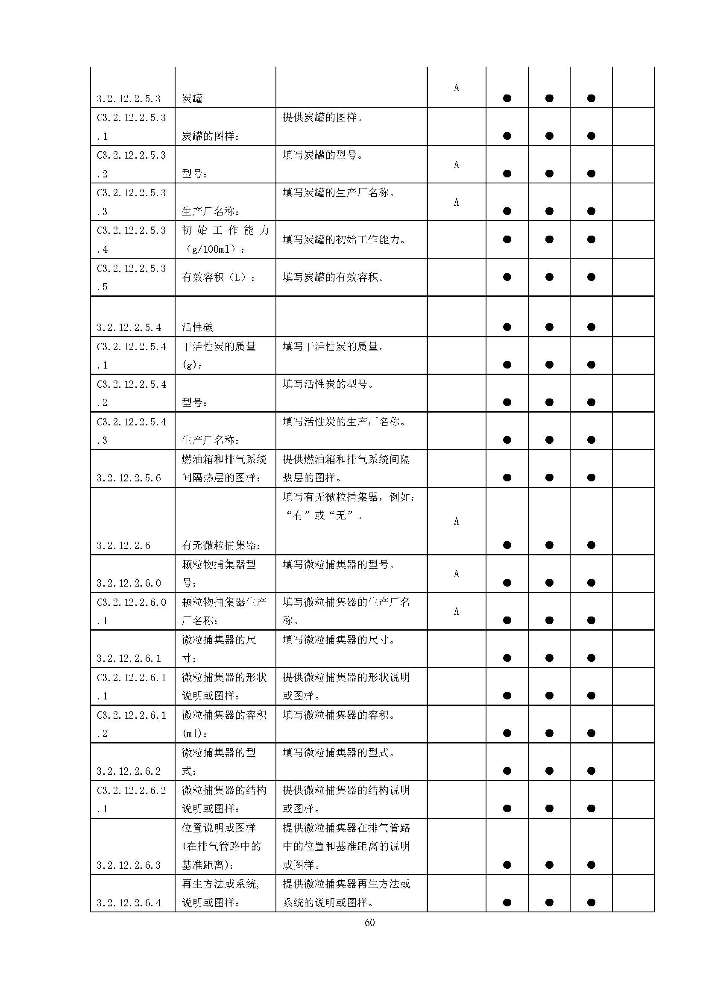 3.2.12.2.5.3 炭罐 A ● ● ●
C3.2.12.2.5.3 提供炭罐的图样。
.1 炭罐的图样： ● ● ●
C3.2.12.2.5.3 填写炭罐的型号。 A
.2 型号： ● ● ●
C3.2.12.2.5.3 填写炭罐的生产厂名称。 A
.3 生产厂名称： ● ● ●
C3.2.12.2.5.3 初始工作能力 填写炭罐的初始工作能力。 ● ● ●
.4 （g/100ml）：
C3.2.12.2.5.3 有效容积（L）： 填写炭罐的有效容积。 ● ● ●
.5
3.2.12.2.5.4 活性碳 ● ● ●
C3.2.12.2.5.4 干活性炭的质量 填写干活性炭的质量。
.1 (g)： ● ● ●
C3.2.12.2.5.4 填写活性炭的型号。
.2 型号： ● ● ●
C3.2.12.2.5.4 填写活性炭的生产厂名称。
.3 生产厂名称： ● ● ●
燃油箱和排气系统 提供燃油箱和排气系统间隔
3.2.12.2.5.6 间隔热层的图样： 热层的图样。 ● ● ●
填写有无微粒捕集器，例如：
“有”或“无”。 A
3.2.12.2.6 有无微粒捕集器： ● ● ●
颗粒物捕集器型 填写微粒捕集器的型号。 A
3.2.12.2.6.0 号： ● ● ●
C3.2.12.2.6.0 颗粒物捕集器生产 填写微粒捕集器的生产厂名 A
.1 厂名称： 称。 ● ● ●
微粒捕集器的尺 填写微粒捕集器的尺寸。
3.2.12.2.6.1 寸： ● ● ●
C3.2.12.2.6.1 微粒捕集器的形状 提供微粒捕集器的形状说明
.1 说明或图样： 或图样。 ● ● ●
C3.2.12.2.6.1 微粒捕集器的容积 填写微粒捕集器的容积。
.2 (ml)： ● ● ●
微粒捕集器的型 填写微粒捕集器的型式。
3.2.12.2.6.2 式： ● ● ●
C3.2.12.2.6.2 微粒捕集器的结构 提供微粒捕集器的结构说明
.1 说明或图样： 或图样。 ● ● ●
位置说明或图样 提供微粒捕集器在排气管路
(在排气管路中的 中的位置和基准距离的说明
3.2.12.2.6.3 基准距离)： 或图样。 ● ● ●
再生方法或系统, 提供微粒捕集器再生方法或
3.2.12.2.6.4 说明或图样： 系统的说明或图样。 ● ● ●
60